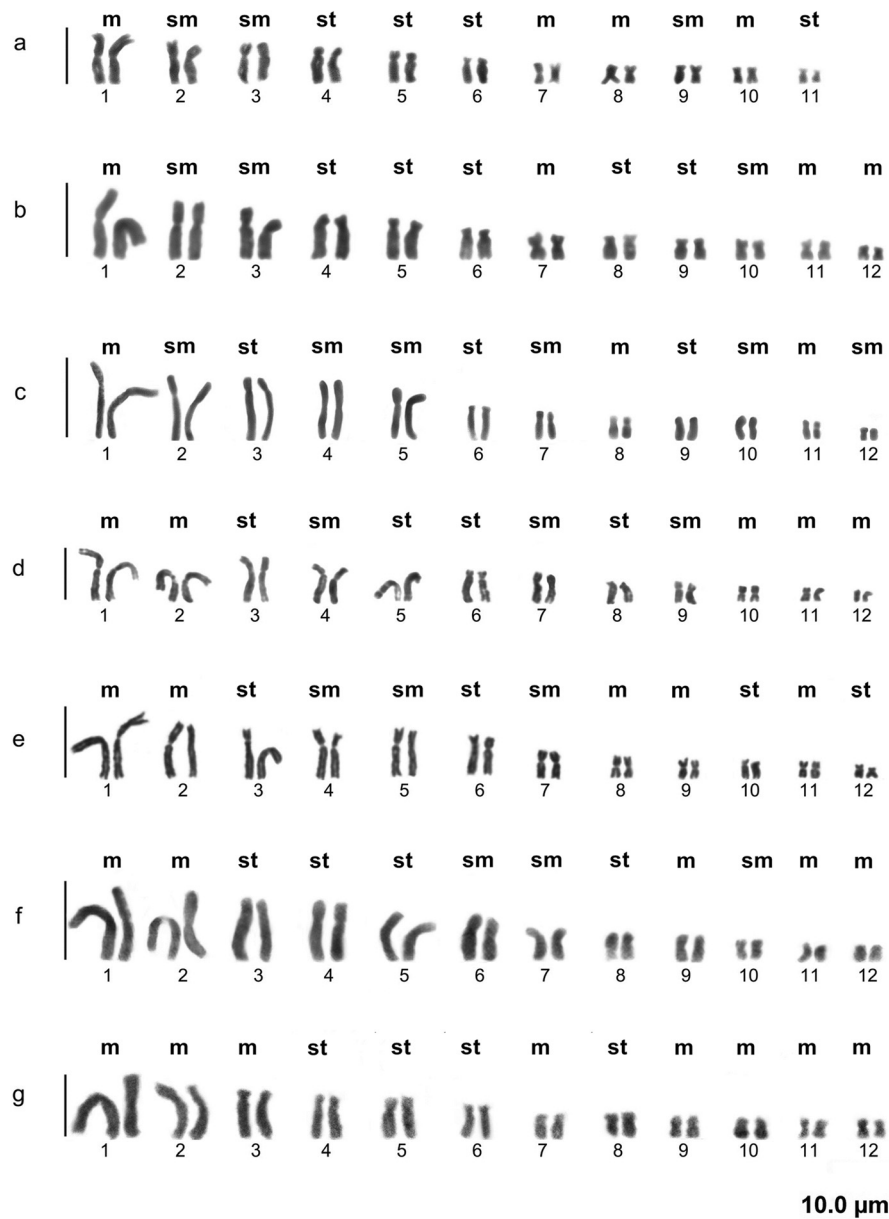 m sm sm st st st m m sm m st
a
1 2 3 4 5 6 7 8 9 10 11
m sm sm st st st m st st sm m m
b
1 2 3 4 5 6 7 8 9 10 11 12
m sm st sm sm st sm m st sm m sm
c
1 2 3 4 5 6 7 8 9 10 11 12
m m st sm st st sm st sm m m m
d
1 2 3 4 5 6 7 8 9 10 11 12
m m st sm sm st sm m m st m st
e
1 2 3 4 5 6 7 8 9 10 11 12
m m st st st sm sm st m sm m m
f
1 2 3 4 5 6 7 8 9 10 11 12
m m m st st st m st m m m m
g
1 2 3 4 5 6 7 8 9 10 11 12
10.0 µm